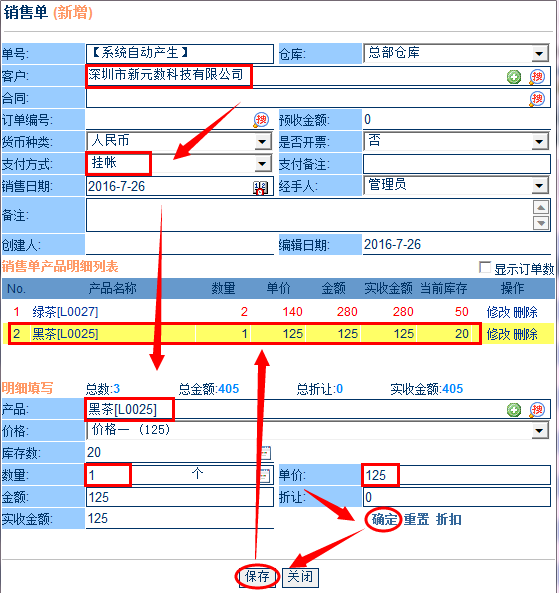 销售单 (新增)
单号: 【系统自动产生】 仓库: 总部仓库
客户: 深圳市新元数科技有限公司 搜
合同: 搜
订单编号: 搜 预收金额: 0
货币种类: 人民币 是否开票: 否
支付方式: 挂帐 支付备注:
销售日期: 2016-7-26 经手人: 管理员
备注:
创建人: 编辑日期: 2016-7-26
销售单产品明细列表 显示订单数
No. 产品名称 数量 单价 金额 实收金额 当前库存 操作
1 绿茶[L0027] 2 140 280 280 50 修改 删除
2 黑茶[L0025] 1 125 125 125 20 修改 删除
明细填写 总数:3 总金额:405 总折让:0 实收金额:405
产品: 黑茶[L0025] 搜
价格: 价格一 (125)
库存数: 20
数量: 1 个 单价: 125
金额: 125 折让: 0
实收金额: 125 确定 重置 折扣
保存 关闭